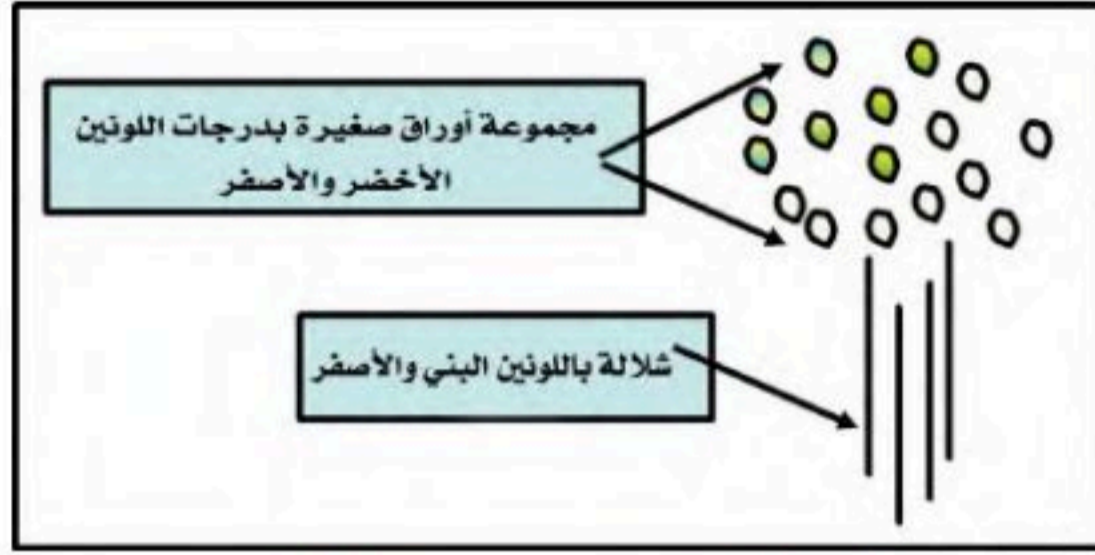 مجموعة أوراق صغيرة بدرجات اللونين
الأخضر والأصفر
شلالة باللونين البني والأصفر